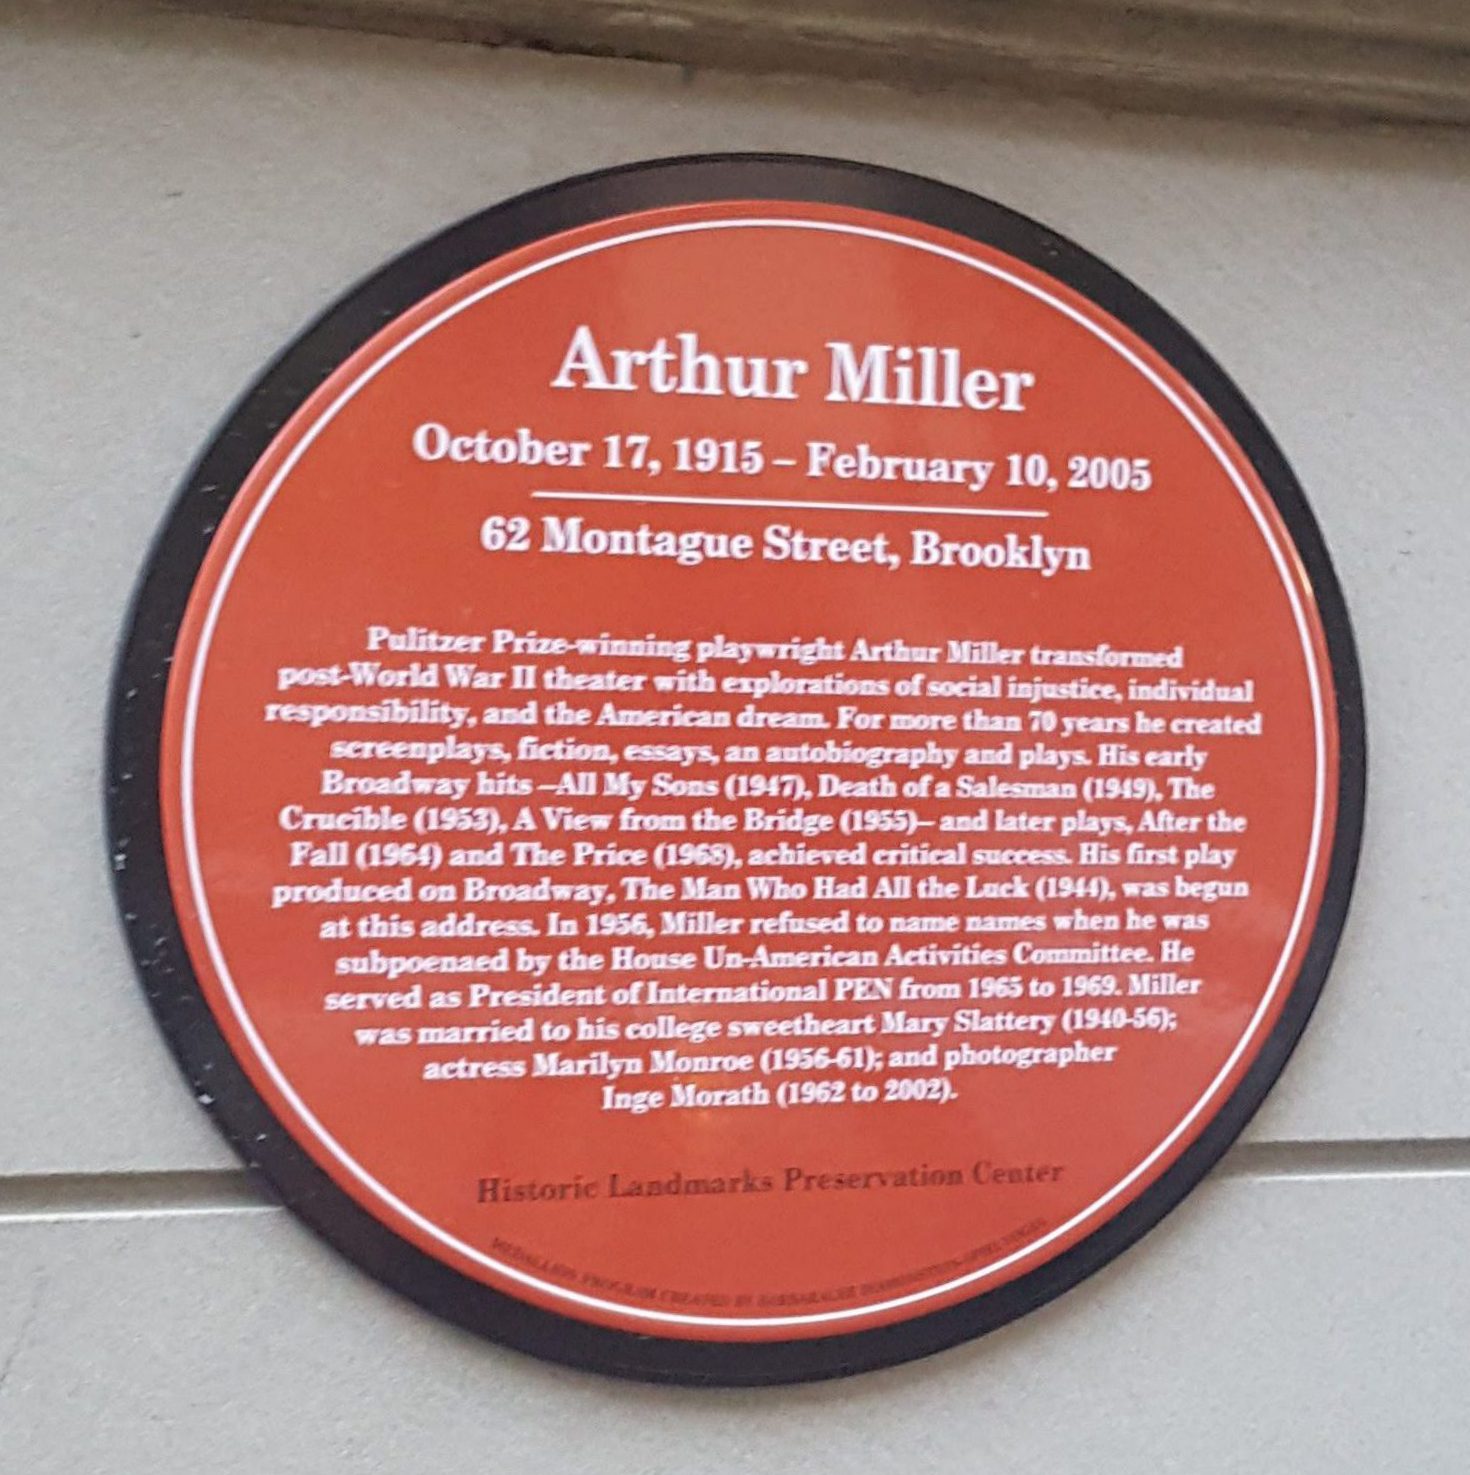 Arthur Miller
October 17, 1915 – February 10, 2005
62 Montague Street, Brooklyn
Pulitzer Prize-winning playwright Arthur Miller transformed
post-World War II theater with explorations of social injustice, individual
responsibility, and the American dream. For more than 70 years he created
screenplays, fiction, essays, an autobiography and plays. His early
Broadway hits –All My Sons (1947), Death of a Salesman (1949), The
Crucible (1953), A View from the Bridge (1955)– and later plays, After the
Fall (1964) and The Price (1968), achieved critical success. His first play
produced on Broadway, The Man Who Had All the Luck (1944), was begun
at this address. In 1956, Miller refused to name names when he was
subpoenaed by the House Un-American Activities Committee. He
served as President of International PEN from 1965 to 1969. Miller
was married to his college sweetheart Mary Slattery (1940-56);
actress Marilyn Monroe (1956-61); and photographer
Inge Morath (1962 to 2002).
Historic Landmarks Preservation Center
MEDALLION PROGRAM CREATED BY